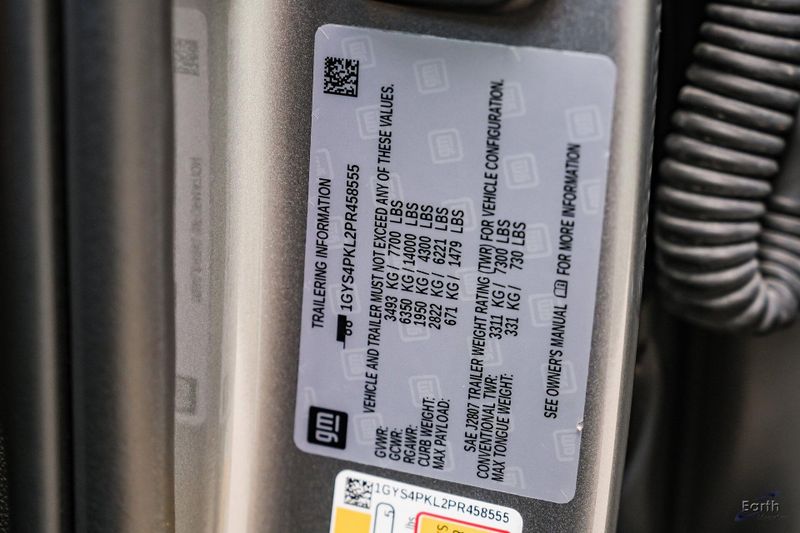 TRAILERING INFORMATION
1GYS4PKL2PR458555
VEHICLE AND TRAILER MUST NOT EXCEED ANY OF THESE VALUES.
GVWR: 3493 KG / 7700 LBS
GCWR: 6350 KG / 14000 LBS
RGAWR: 1950 KG / 4300 LBS
CURB WEIGHT: 2822 KG / 6221 LBS
MAX PAYLOAD: 671 KG / 1479 LBS
SAE J2807 TRAILER WEIGHT RATING (TWR) FOR VEHICLE CONFIGURATION.
CONVENTIONAL TWR: 3311 KG / 7300 LBS
MAX TONGUE WEIGHT: 331 KG / 730 LBS
SEE OWNER'S MANUAL FOR MORE INFORMATION
gm
1GYS4PKL2PR458555
lbs
5
Earth